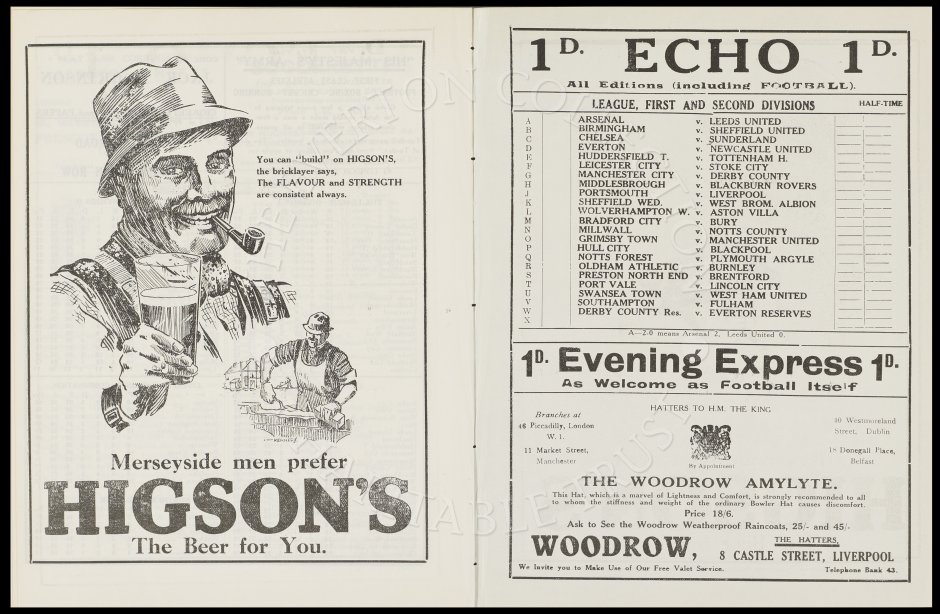 You can "build" on HIGSON'S,
the bricklayer says,
The FLAVOUR and STRENGTH
are consistent always.
Merseyside men prefer
HIGSON'S
The Beer for You.
1D. ECHO 1D.
All Editions (including FOOTBALL).
LEAGUE, FIRST AND SECOND DIVISIONS HALF-TIME
A ARSENAL v. LEEDS UNITED
B BIRMINGHAM v. SHEFFIELD UNITED
C CHELSEA v. SUNDERLAND
D EVERTON v. NEWCASTLE UNITED
E HUDDERSFIELD T. v. TOTTENHAM H.
F LEICESTER CITY v. STOKE CITY
G MANCHESTER CITY v. DERBY COUNTY
H MIDDLESBROUGH v. BLACKBURN ROVERS
J PORTSMOUTH v. LIVERPOOL
K SHEFFIELD WED. v. WEST BROM. ALBION
L WOLVERHAMPTON W. v. ASTON VILLA
M BRADFORD CITY v. BURY
N MILLWALL v. NOTTS COUNTY
O GRIMSBY TOWN v. MANCHESTER UNITED
P HULL CITY v. BLACKPOOL
Q NOTTS FOREST v. PLYMOUTH ARGYLE
R OLDHAM ATHLETIC v. BURNLEY
S PRESTON NORTH END v. BRENTFORD
T PORT VALE v. LINCOLN CITY
U SWANSEA TOWN v. WEST HAM UNITED
V SOUTHAMPTON v. FULHAM
W DERBY COUNTY Res. v. EVERTON RESERVES
X
A—2.0 means Arsenal 2, Leeds United 0.
1D. Evening Express 1D.
As Welcome as Football Itself
HATTERS TO H.M. THE KING
Branches at
46 Piccadilly, London
W. 1.
11 Market Street,
Manchester
Westmoreland
Street, Dublin
18 Donegall Place,
Belfast
By Appointment
THE WOODROW AMYLYTE.
This Hat, which is a marvel of Lightness and Comfort, is strongly recommended to all
to whom the stiffness and weight of the ordinary Bowler Hat causes discomfort.
Price 18/6.
Ask to See the Woodrow Weatherproof Raincoats, 25/- and 45/-
WOODROW, THE HATTERS,
8 CASTLE STREET, LIVERPOOL
We Invite you to Make Use of Our Free Valet Service. Telephone Bank 43.